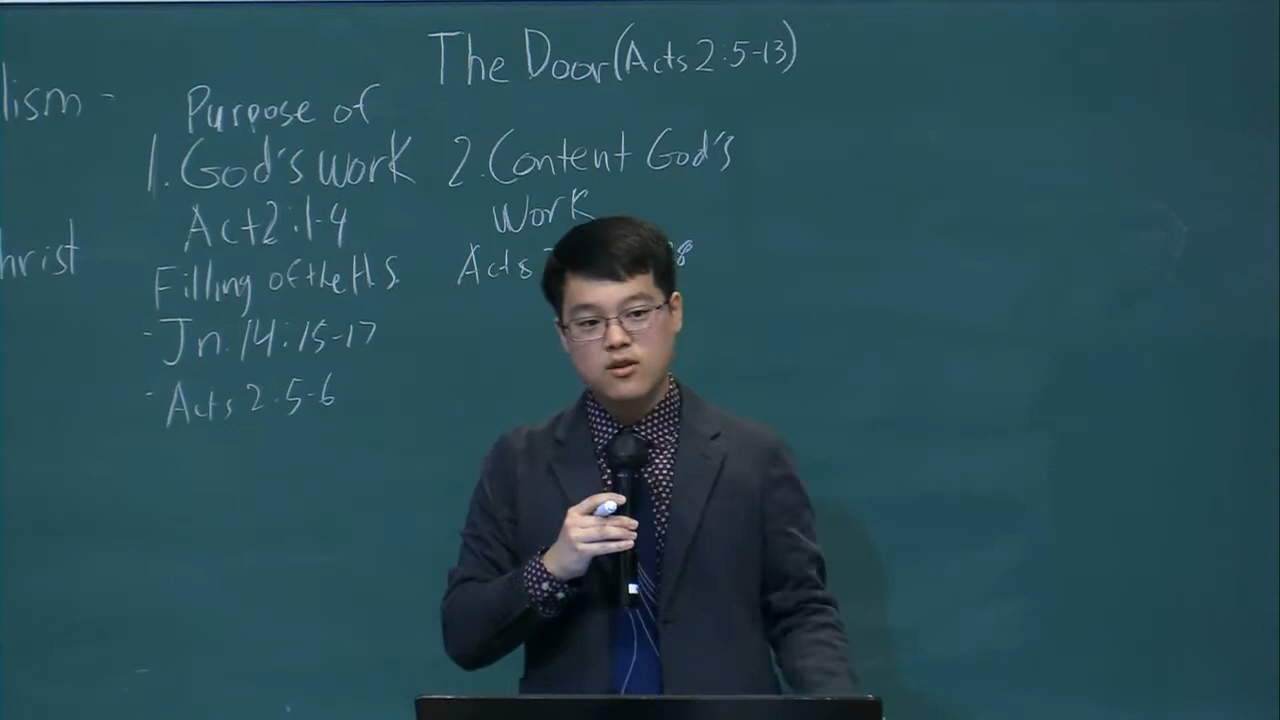 The Door (Acts 2:5-13)
lism -
hrist
Purpose of
1. God's work
Act 2:1-4
Filling of the H.S.
- Jn. 14:15-17
- Acts 2:5-6
2. Content God's
Work
Acts